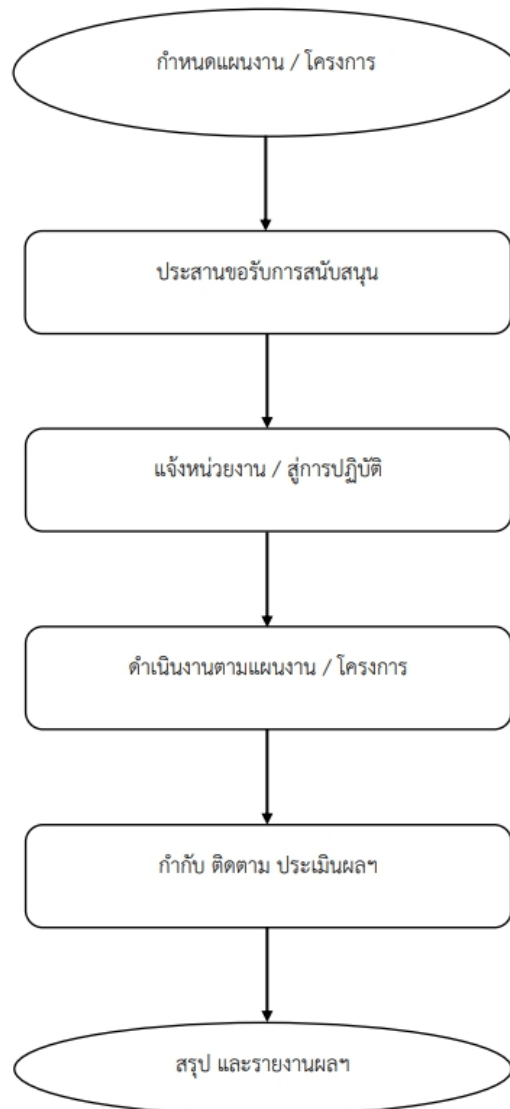 กำหนดแผนงาน / โครงการ
ประสานขอรับการสนับสนุน
แจ้งหน่วยงาน / สู่การปฏิบัติ
ดำเนินงานตามแผนงาน / โครงการ
กำกับ ติดตาม ประเมินผลฯ
สรุป และรายงานผลฯ